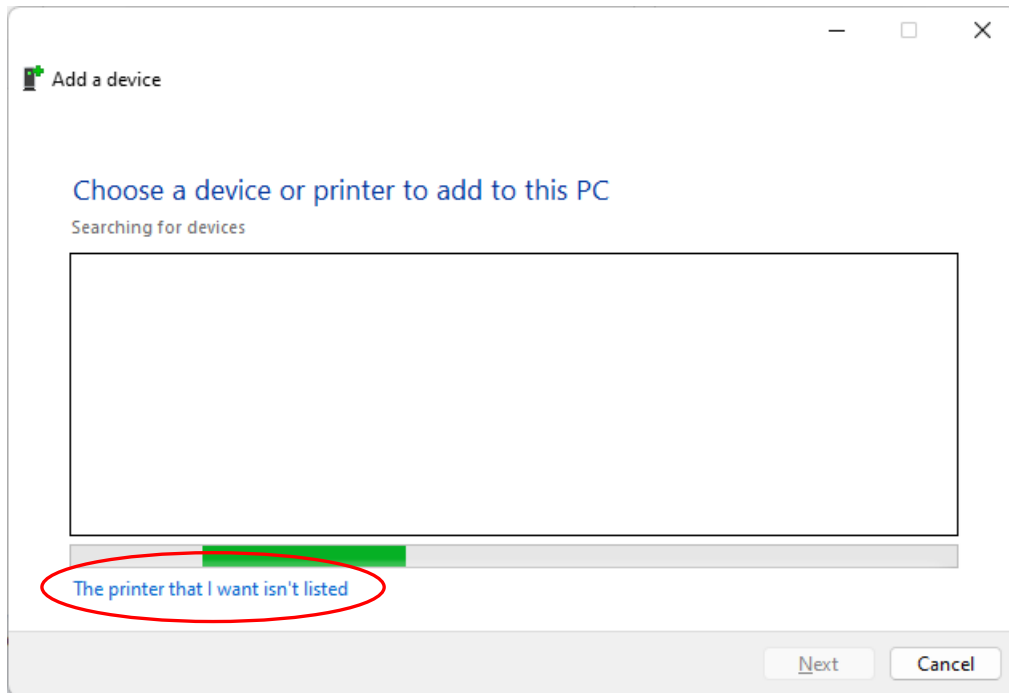 Add a device
Choose a device or printer to add to this PC
Searching for devices
The printer that I want isn't listed
Next
Cancel